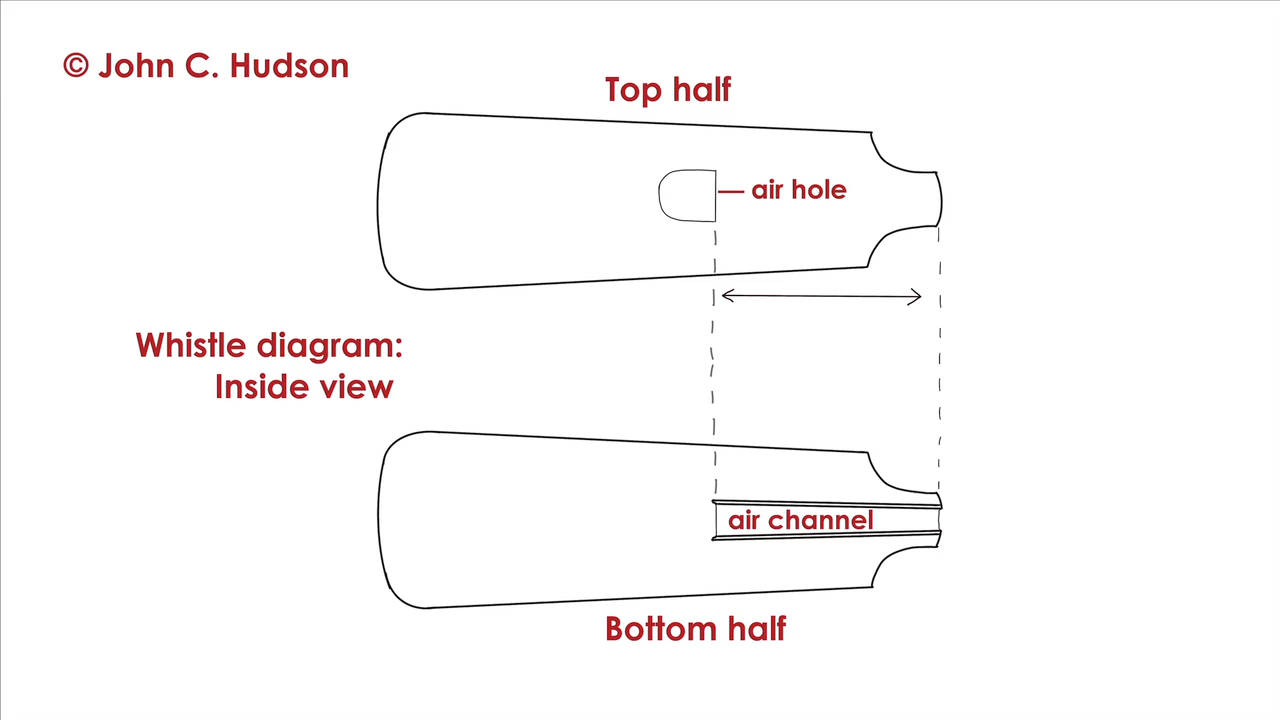 © John C. Hudson
Top half
air hole
Whistle diagram:
Inside view
air channel
Bottom half